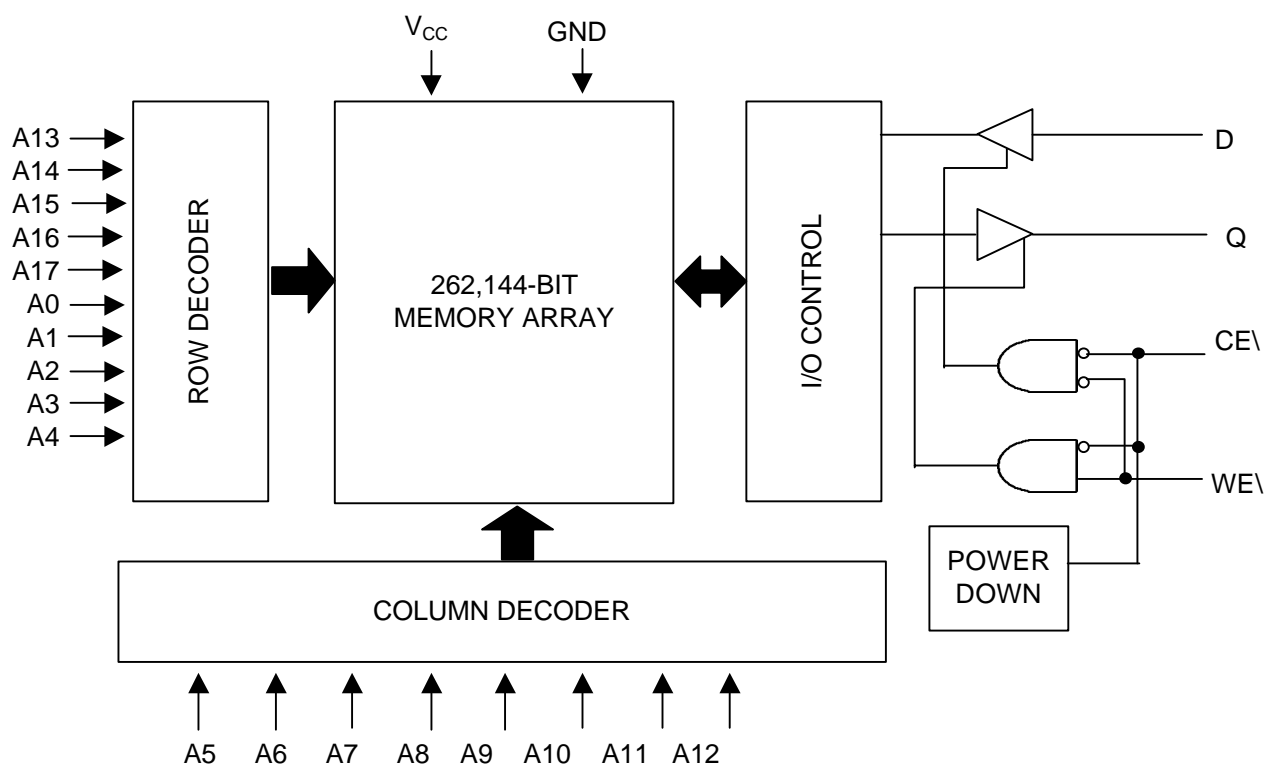 VCC
GND
A13
A14
A15
A16
A17
A0
A1
A2
A3
A4
ROW DECODER
262,144-BIT
MEMORY ARRAY
I/O CONTROL
D
Q
CE\
WE\
POWER
DOWN
COLUMN DECODER
A5 A6 A7 A8 A9 A10 A11 A12